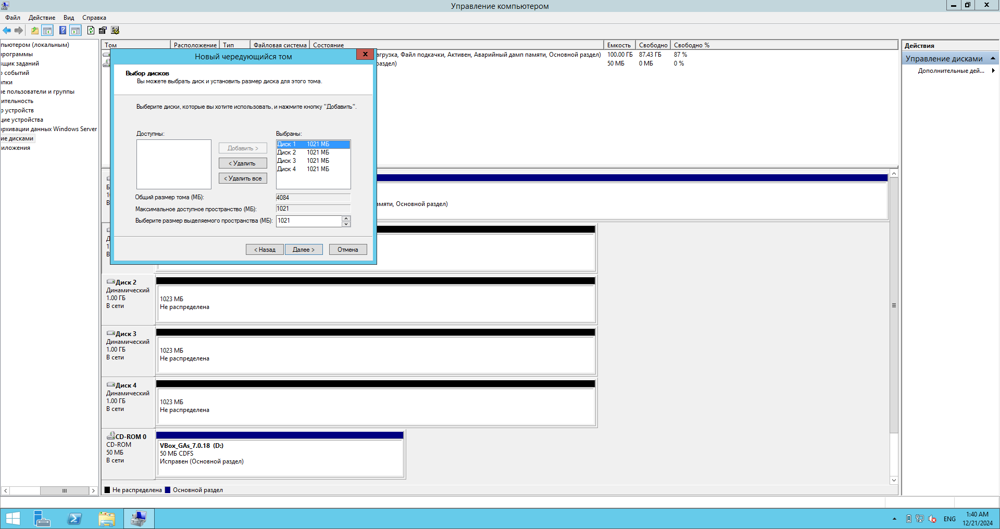 Управление компьютером
Файл Действие Вид Справка
пьютером (локальным)
программы
щик заданий
событий
пки
е пользователи и группы
ительность
р устройств
ие устройства
рхивации данных Windows Server
ие дисками
иложения
Том Расположение Тип Файловая система Состояние Емкость Свободно Свободно %
агрузка, Файл подкачки, Активен, Аварийный дамп памяти, Основной раздел) 100.00 ГБ 87.43 ГБ 87 %
раздел) 50 МБ 0 МБ 0 %
Действия
Управление дисками
Дополнительные дей...
Новый чередующийся том
Выбор дисков
Вы можете выбрать диск и установить размер диска для этого тома.
Выберите диски, которые вы хотите использовать, и нажмите кнопку "Добавить".
Доступны:
Выбраны:
Добавить >
< Удалить
< Удалить все
Диск 1 1021 МБ
Диск 2 1021 МБ
Диск 3 1021 МБ
Диск 4 1021 МБ
Общий размер тома (МБ): 4084
Максимальное доступное пространство (МБ): 1021
Выберите размер выделяемого пространства (МБ): 1021
< Назад Далее > Отмена
амяти, Основной раздел)
Диск 2
Динамический
1.00 ГБ
В сети
1023 МБ
Не распределена
Диск 3
Динамический
1.00 ГБ
В сети
1023 МБ
Не распределена
Диск 4
Динамический
1.00 ГБ
В сети
1023 МБ
Не распределена
CD-ROM 0
CD-ROM
50 МБ
В сети
VBox_GAs_7.0.18 (D:)
50 МБ CDFS
Исправен (Основной раздел)
Не распределена Основной раздел
ENG
1:40 AM
12/21/2024